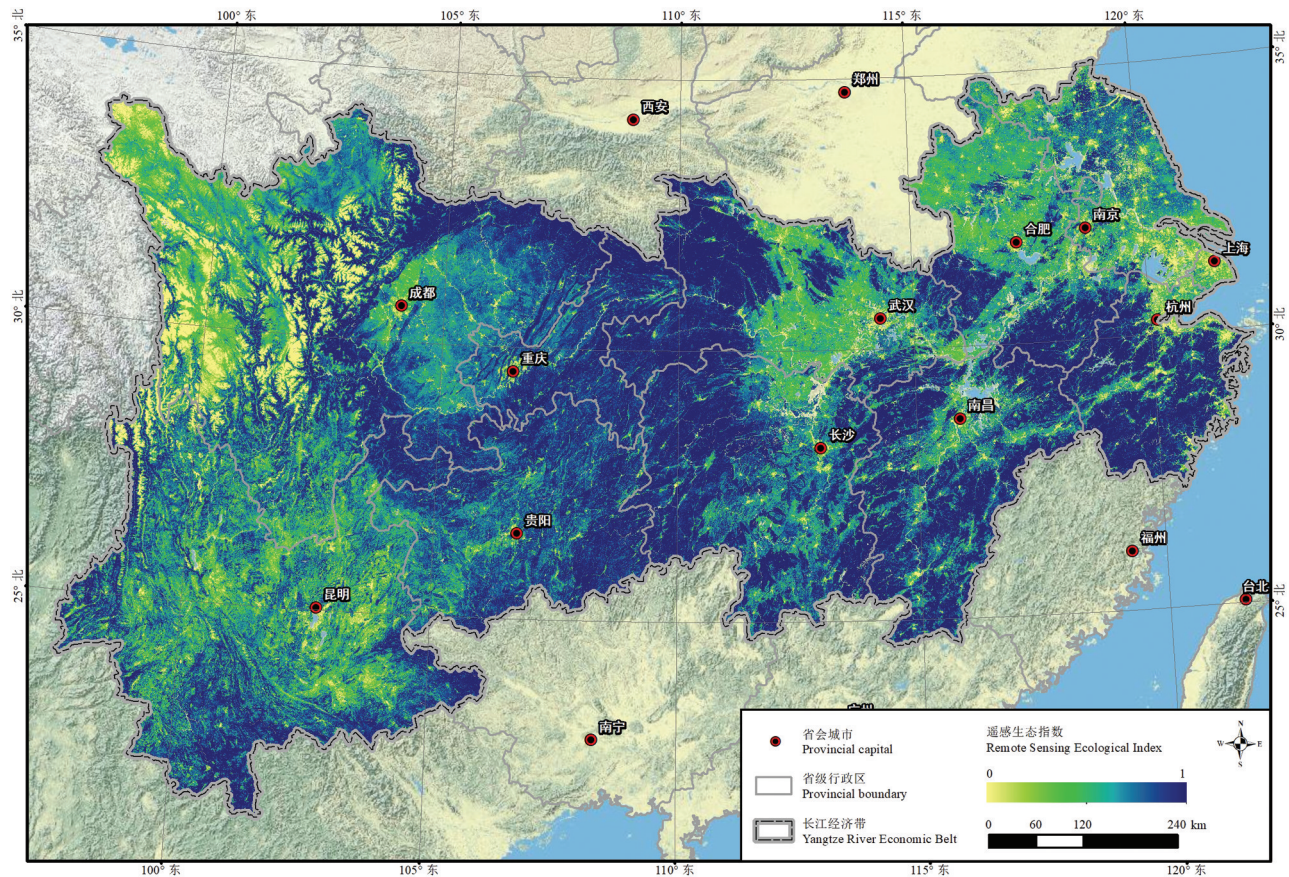 100° 东
105° 东
110° 东
115° 东
120° 东
35° 北
35° 北
郑州
西安
南京
合肥
上海
30° 北
成都
武汉
杭州
30° 北
重庆
南昌
长沙
贵阳
福州
25° 北
昆明
台北
25° 北
南宁
省会城市
Provincial capital
省级行政区
Provincial boundary
长江经济带
Yangtze River Economic Belt
遥感生态指数
Remote Sensing Ecological Index
0 1
0 60 120 240 km
N
W E
S
100° 东
105° 东
110° 东
115° 东
120° 东